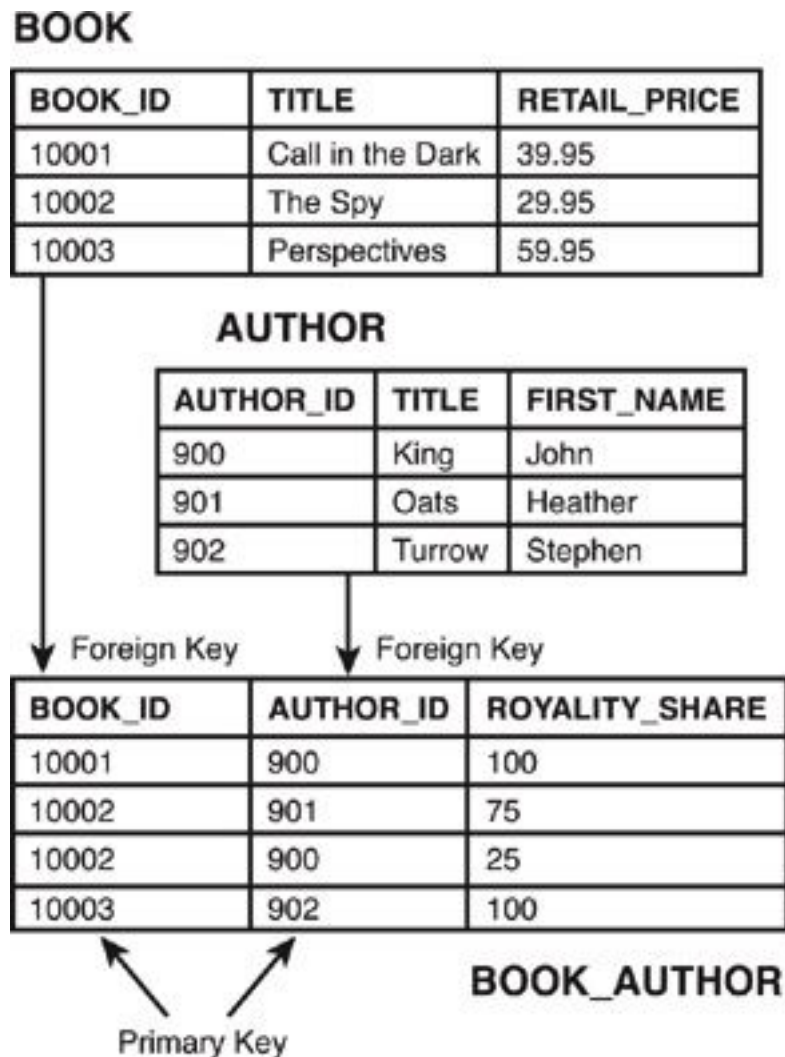 BOOK
BOOK_ID TITLE RETAIL_PRICE
10001 Call in the Dark 39.95
10002 The Spy 29.95
10003 Perspectives 59.95
AUTHOR
AUTHOR_ID TITLE FIRST_NAME
900 King John
901 Oats Heather
902 Turrow Stephen
Foreign Key Foreign Key
BOOK_ID AUTHOR_ID ROYALITY_SHARE
10001 900 100
10002 901 75
10002 900 25
10003 902 100
BOOK_AUTHOR
Primary Key